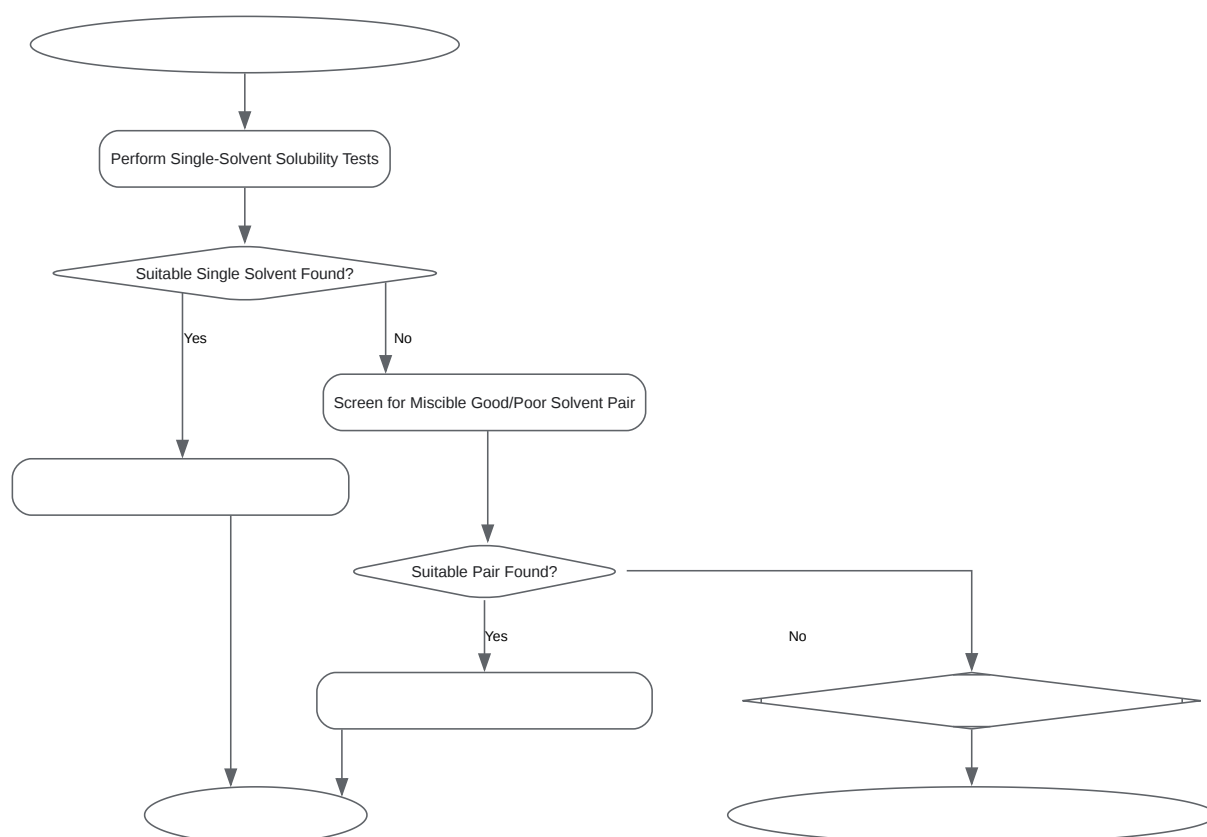 Perform Single-Solvent Solubility Tests
Suitable Single Solvent Found?
Yes
No
Screen for Miscible Good/Poor Solvent Pair
Suitable Pair Found?
Yes
No